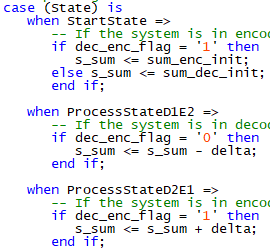 case (State) is
when StartState =>
-- If the system is in enco
if dec_enc_flag = '1' then
s_sum <= sum_enc_init;
else s_sum <= sum_dec_init;
end if;
when ProcessStateD1E2 =>
-- If the system is in deco
if dec_enc_flag = '0' then
s_sum <= s_sum - delta;
end if;
when ProcessStateD2E1 =>
-- If the system is in enco
if dec_enc_flag = '1' then
s_sum <= s_sum + delta;
end if;